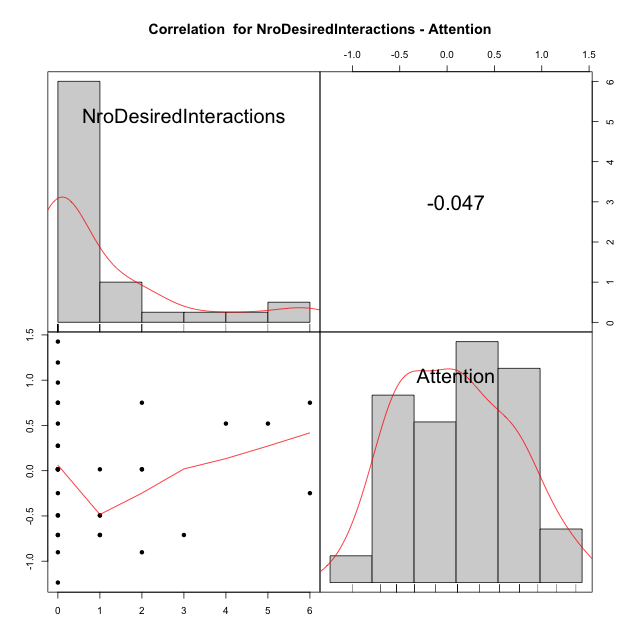 Correlation  for NroDesiredInteractions - Attention
-1.0 -0.5 0.0 0.5 1.0 1.5
NroDesiredInteractions
-0.047
6
5
4
3
2
1
0
Attention
1.5
1.0
0.5
0.0
-0.5
-1.0
0 1 2 3 4 5 6